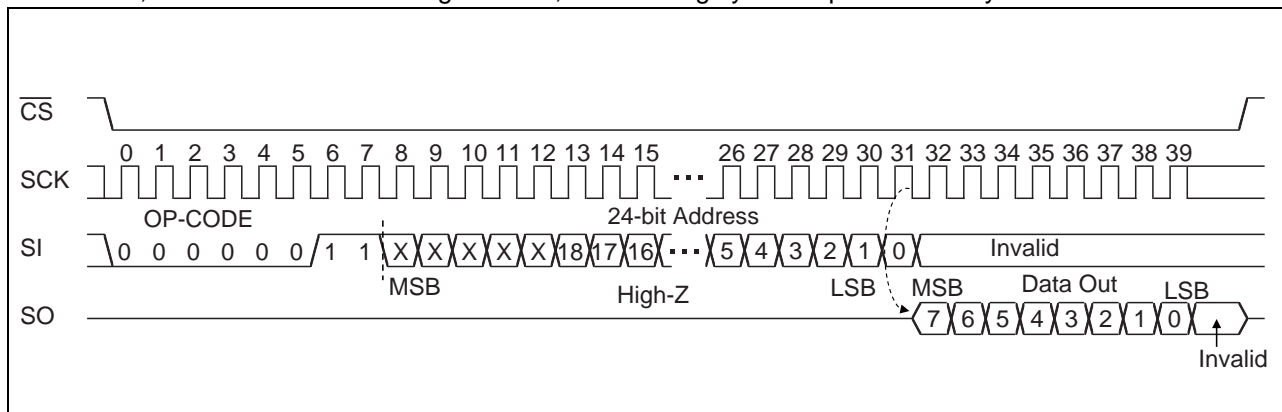 CS
0 1 2 3 4 5 6 7 8 9 10 11 12 13 14 15 26 27 28 29 30 31 32 33 34 35 36 37 38 39
SCK
OP-CODE 24-bit Address
SI 0 0 0 0 0 0 1 1 X X X X X 18 17 16 5 4 3 2 1 0 Invalid
MSB High-Z LSB MSB Data Out LSB
SO 7 6 5 4 3 2 1 0
Invalid